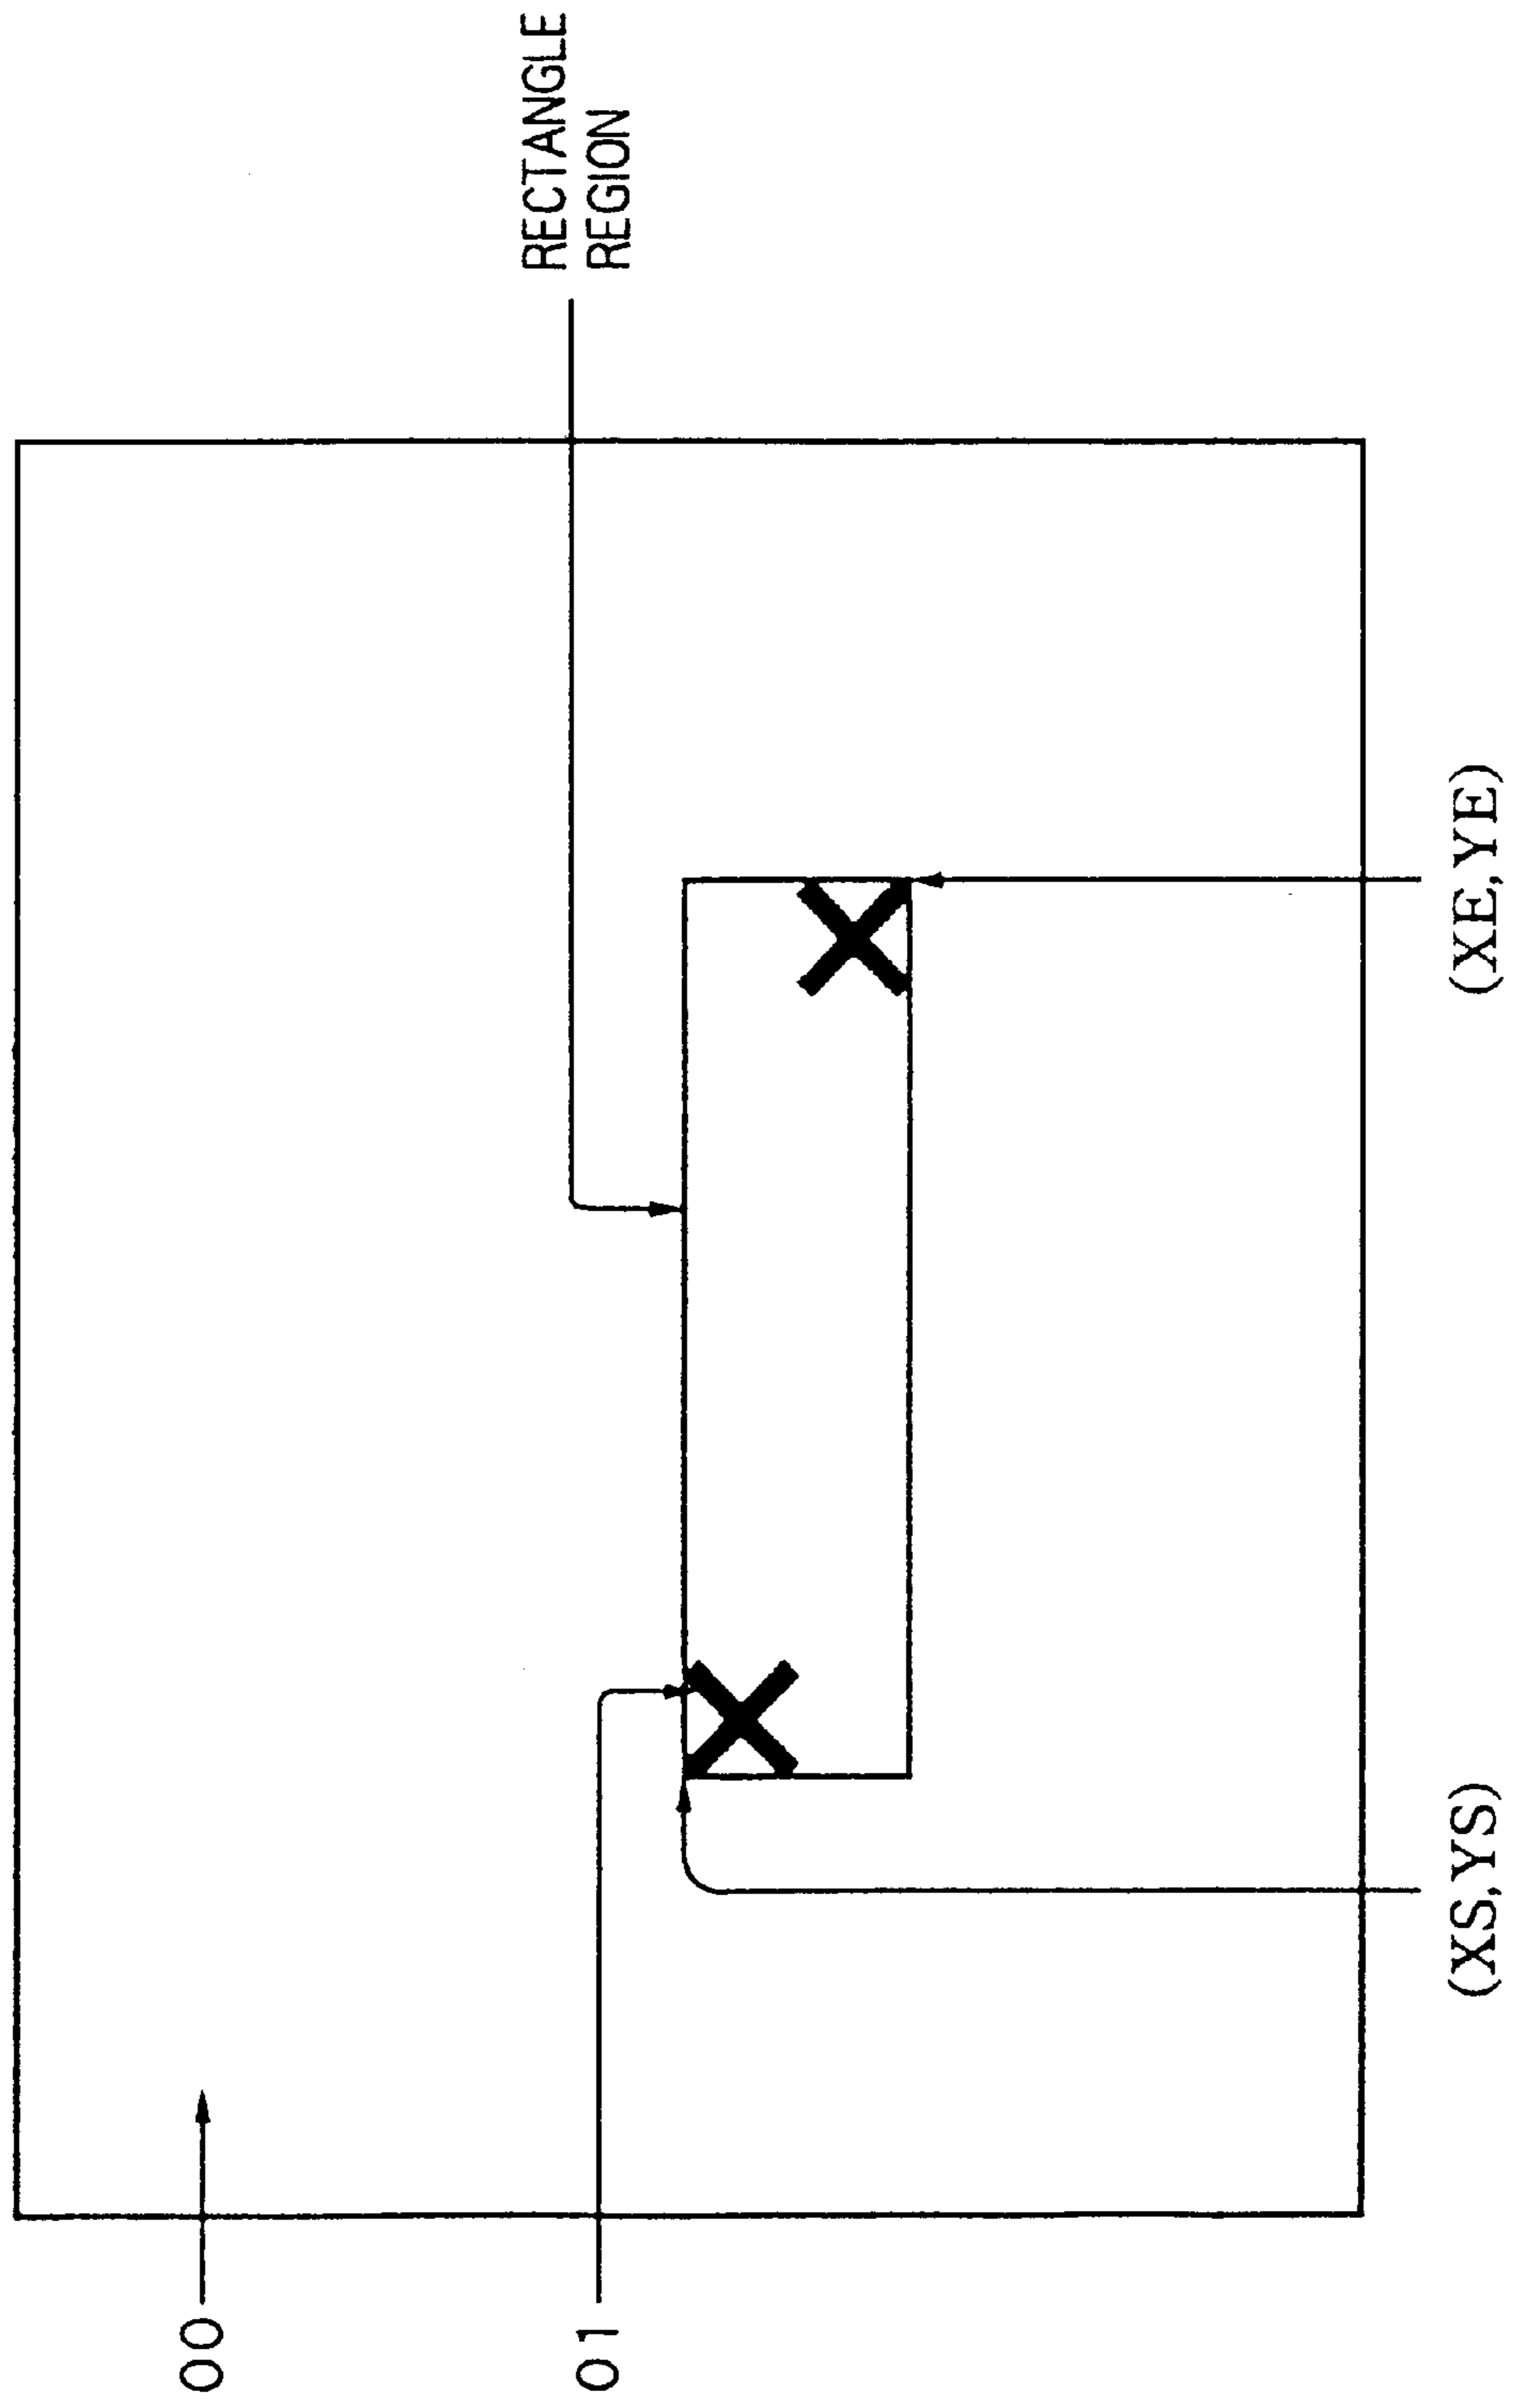 RECTANGLE
REGION
00
01
(XS,YS)
(XE,YE)